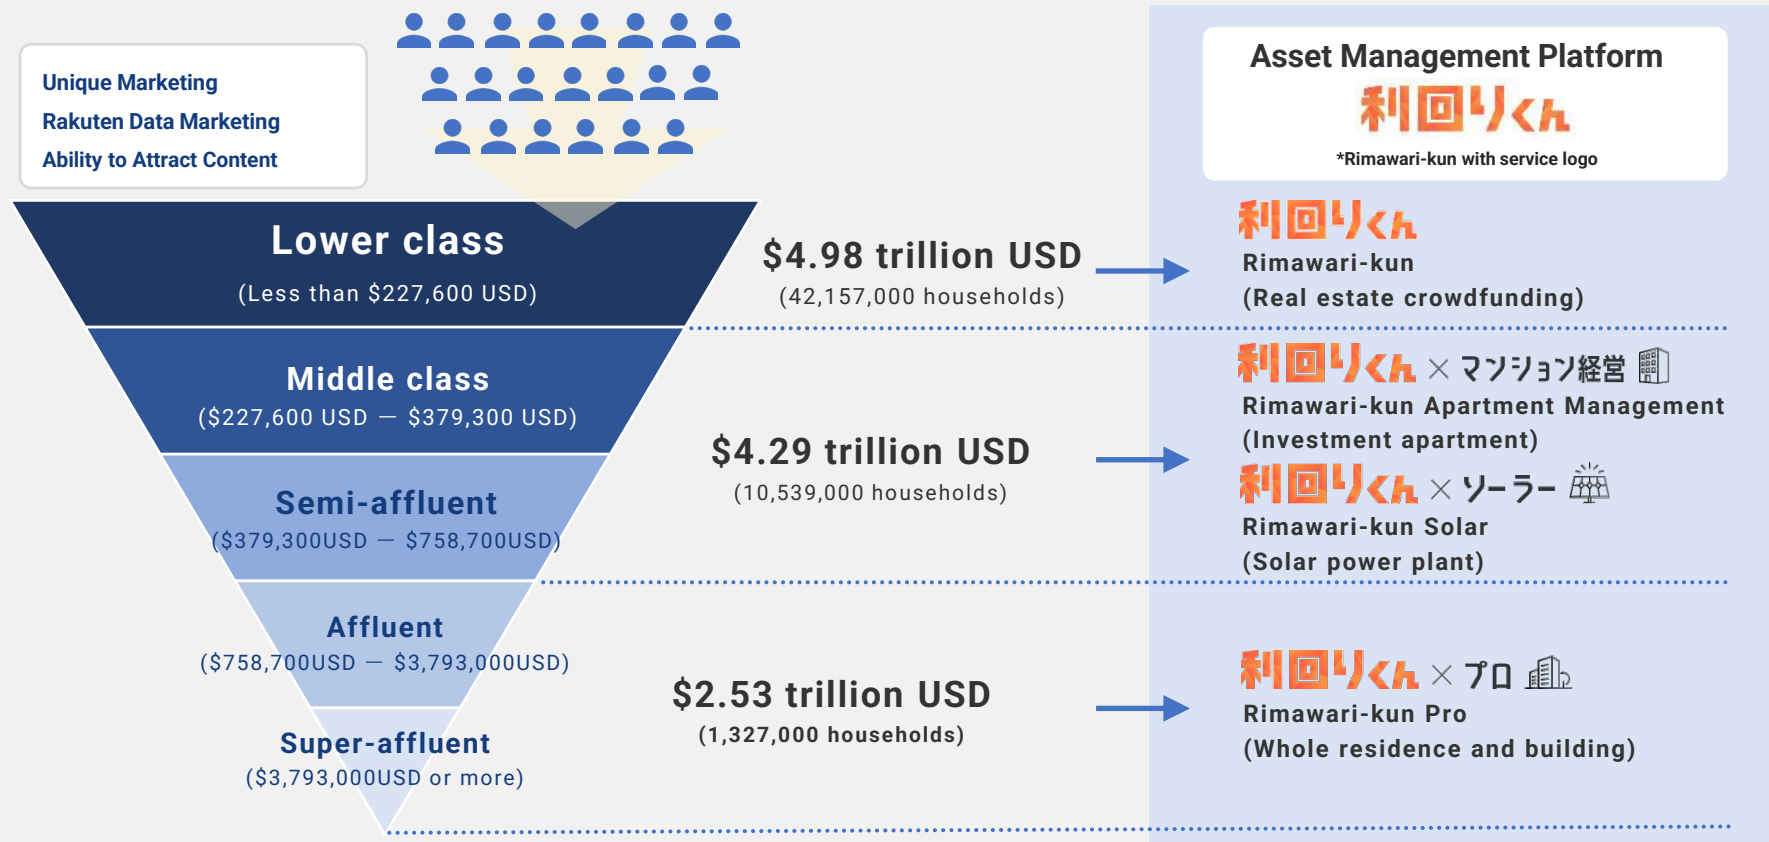 Unique Marketing
Rakuten Data Marketing
Ability to Attract Content
Lower class
(Less than $227,600 USD)
Middle class
($227,600 USD — $379,300 USD)
Semi-affluent
($379,300USD — $758,700USD)
Affluent
($758,700USD — $3,793,000USD)
Super-affluent
($3,793,000USD or more)
$4.98 trillion USD
(42,157,000 households)
$4.29 trillion USD
(10,539,000 households)
$2.53 trillion USD
(1,327,000 households)
Asset Management Platform
利回りくん
*Rimawari-kun with service logo
利回りくん
Rimawari-kun
(Real estate crowdfunding)
利回りくん × マンション経営
Rimawari-kun Apartment Management
(Investment apartment)
利回りくん × ソーラー
Rimawari-kun Solar
(Solar power plant)
利回りくん × プロ
Rimawari-kun Pro
(Whole residence and building)